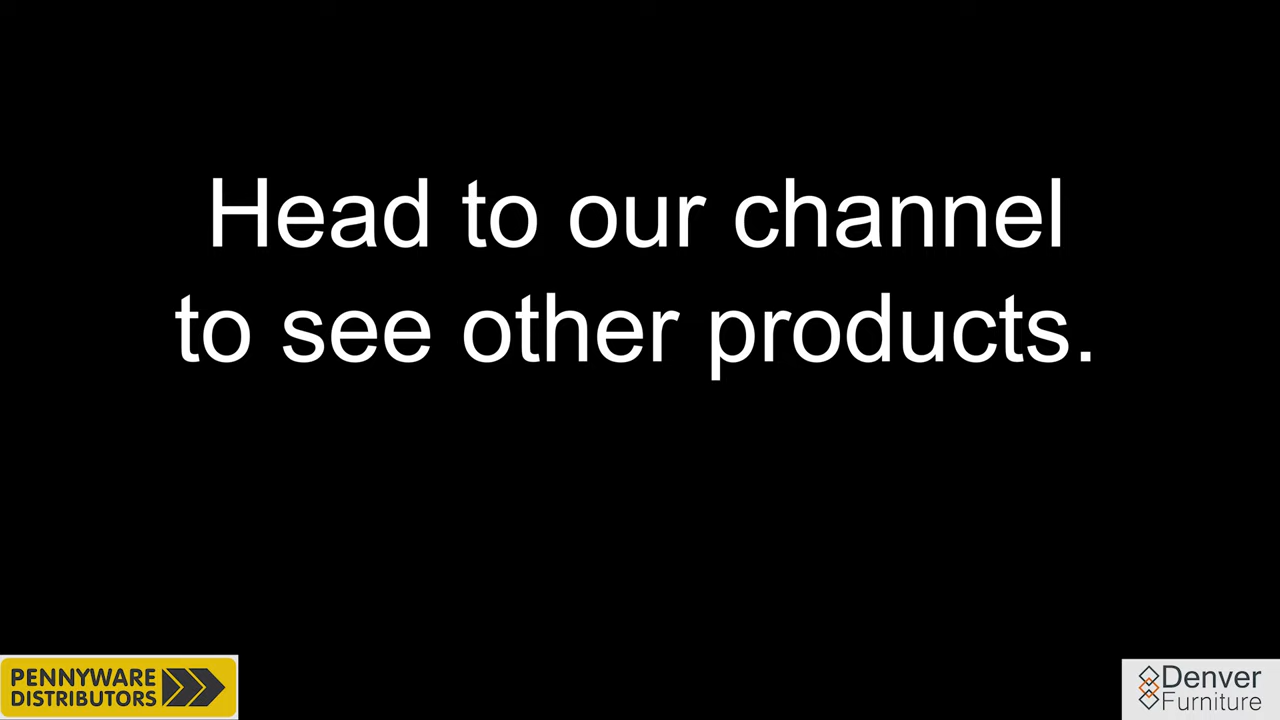 Head to our channel
to see other products.
PENNYWARE
DISTRIBUTORS
Denver
Furniture